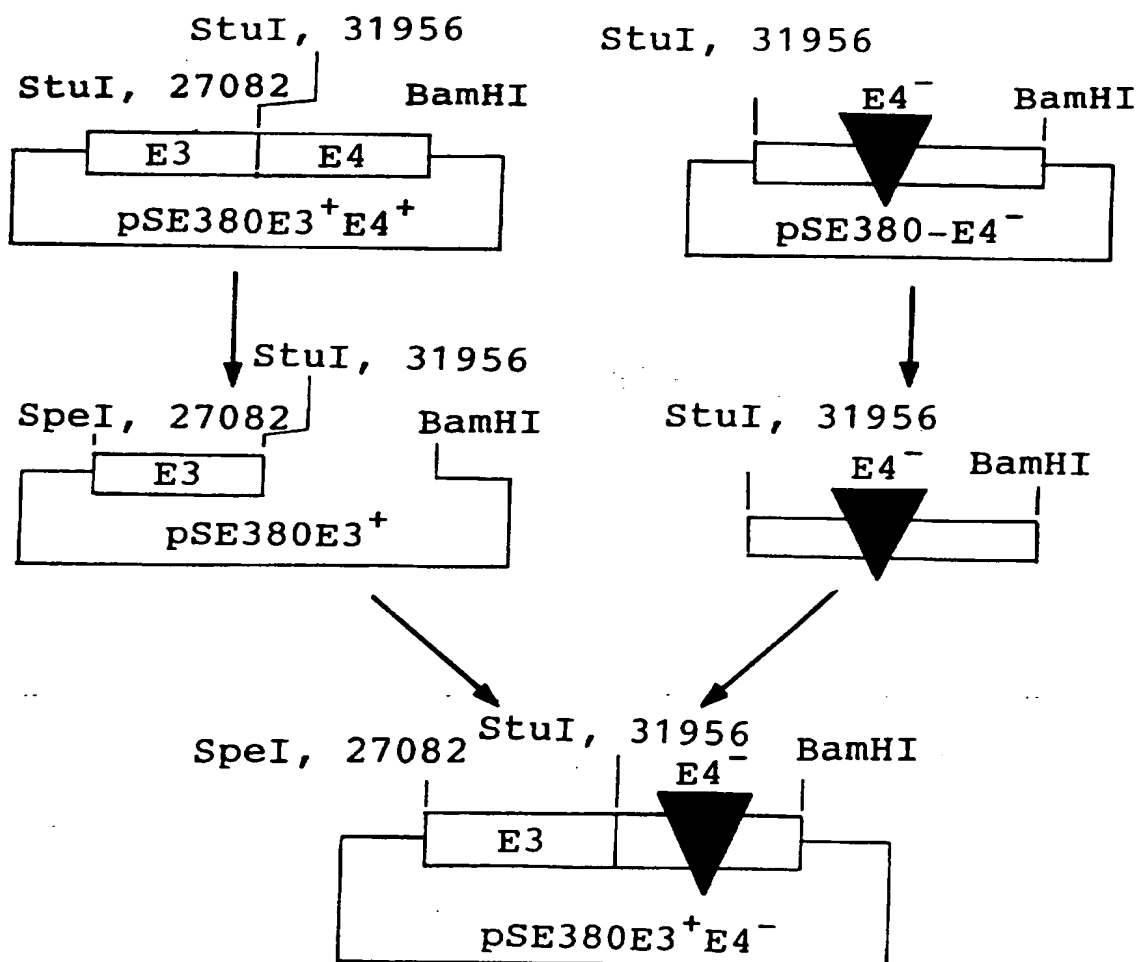 StuI, 31956
StuI, 27082
BamHI
E3
E4
pSE380E3⁺E4⁺
StuI, 31956
E4⁻
BamHI
pSE380-E4⁻
StuI, 31956
SpeI, 27082
BamHI
E3
pSE380E3⁺
StuI, 31956
E4⁻
BamHI
StuI, 31956
SpeI, 27082
E4⁻
BamHI
E3
pSE380E3⁺E4⁻